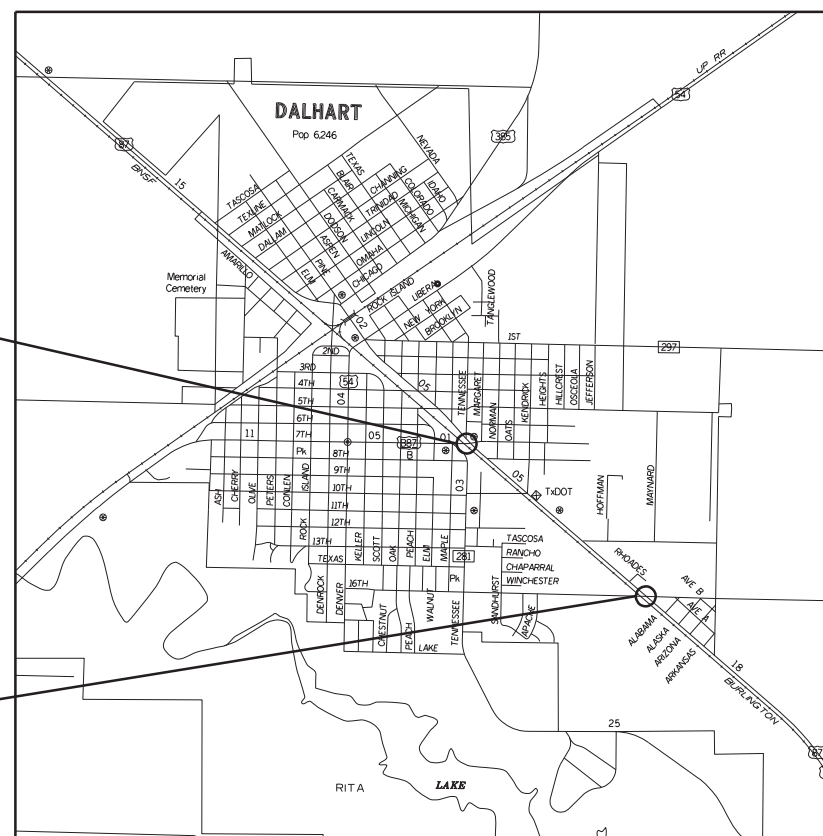 DALHART
Pop 6,246
UP RR
54
385
87
BNSF
15
NEVADA
TEXAS
BLAIR
CARMACK
DODSON
ASPEN
PINE
ELM
CHANNING
TRINIDAD
LINCOLN
OMAHA
CHICAGO
IDAHO
COLORADO
MICHIGAN
TASCOSA
TEXLINE
MATLOCK
DALLAM
AMARILLO
Memorial
Cemetery
ROCK ISLAND
LIBERAL
NEW YORK
BROOKLYN
TANGLEWOOD
02
1ST
297
2ND
3RD
4TH
5TH
6TH
7TH
8TH
9TH
10TH
11TH
12TH
13TH
TEXAS
16TH
54
04
05
11
05
387
B
01
03
05
Pk
TENNESSEE
MARGARET
NORMAN
OATS
KENDRICK
HEIGHTS
HILLCREST
OSCEOLA
JEFFERSON
ASH
CHERRY
OLIVE
PETERS
CONLEN
ROCK ISLAND
KELLER
SCOTT
OAK
PEACH
ELM
MAPLE
281
Pk
TxDOT
HOFFMAN
MAYNARD
TASCOSA
RANCHO
CHAPARRAL
WINCHESTER
DENROCK
DENVER
CHESTNUT
PEACH
WALNUT
LAKE
TENNESSEE
SANDHURST
APACHE
RHOADES
AVE B
AVE A
ALABAMA
ALASKA
ARIZONA
ARKANSAS
18
BURLINGTON
25
87
RITA
LAKE